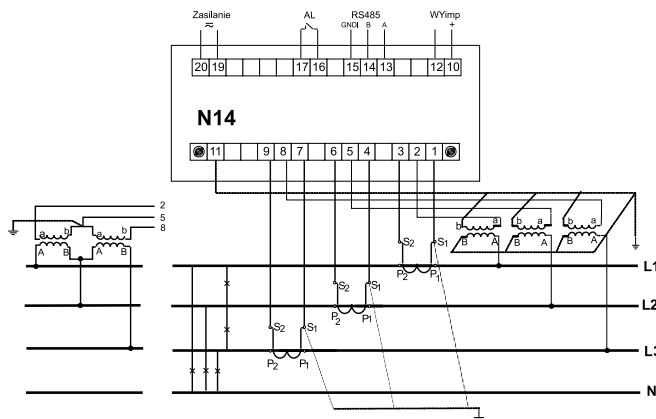 Zasilanie AL RS485 WYimp
GND B A +
20 19 17 16 15 14 13 12 10
N14
11 9 8 7 6 5 4 3 2 1
2
5
8
a b a b
A B A B
b a b a b a
B A B A B A
S2 S1
P2 P1
L1
S2 S1
P2 P1
L2
S2 S1
P2 P1
L3
N